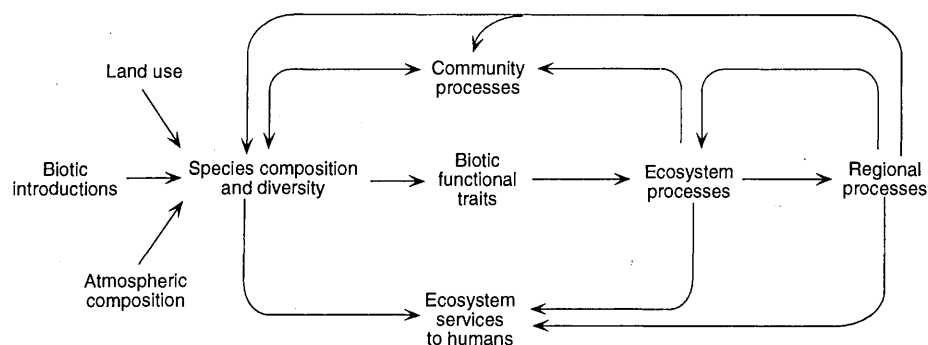 Land use
Community
processes
Biotic
introductions
Species composition
and diversity
Biotic
functional
traits
Ecosystem
processes
Regional
processes
Atmospheric
composition
Ecosystem
services
to humans